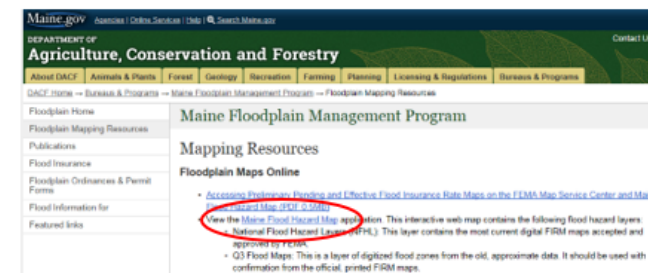 Maine.gov Agencies | Online Services | Help | Search Maine.gov
DEPARTMENT OF Contact U
Agriculture, Conservation and Forestry
About DACF Animals & Plants Forest Geology Recreation Farming Planning Licensing & Regulations Bureaus & Programs
DACF Home → Bureaus & Programs → Maine Floodplain Management Program → Floodplain Mapping Resources
Floodplain Home
Floodplain Mapping Resources
Publications
Flood Insurance
Floodplain Ordinances & Permit
Forms
Flood Information for
Featured links
Maine Floodplain Management Program
Mapping Resources
Floodplain Maps Online
• Accessing Preliminary Pending and Effective Flood Insurance Rate Maps on the FEMA Map Service Center and Mai
Flood Hazard Map (PDF 0.5MB)
• View the Maine Flood Hazard Map application. This interactive web map contains the following flood hazard layers:
• National Flood Hazard Layers (NFHL): This layer contains the most current digital FIRM maps accepted and
approved by FEMA.
• Q3 Flood Maps: This is a layer of digitized flood zones from the old, approximate data. It should be used with
confirmation from the official, printed FIRM maps.